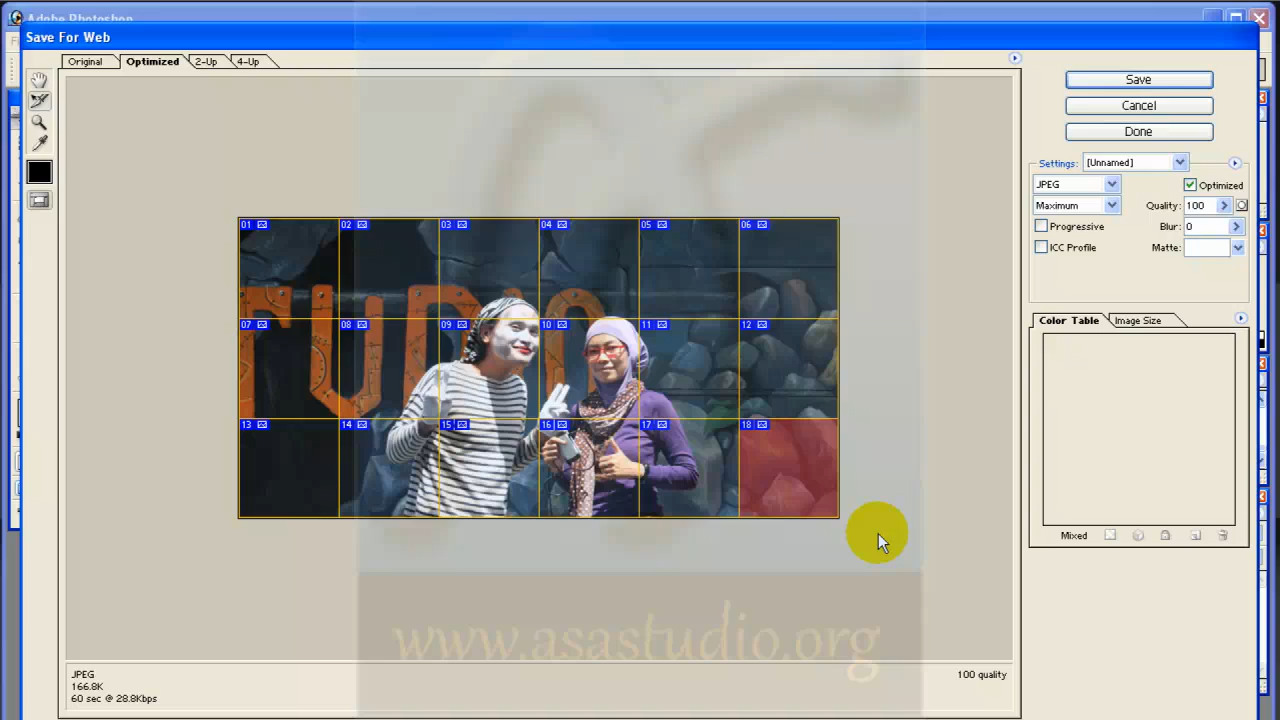 Adobe Photoshop
Save For Web
Original
Optimized
2-Up
4-Up
Save
Cancel
Done
Settings:
[Unnamed]
JPEG
Optimized
Maximum
Quality:
100
Progressive
Blur:
0
ICC Profile
Matte:
01
02
03
04
05
06
TUDIO
07
08
09
10
11
12
13
14
15
16
17
18
Color Table
Image Size
Mixed
www.asastudio.org
JPEG
166.8K
60 sec @ 28.8Kbps
100 quality